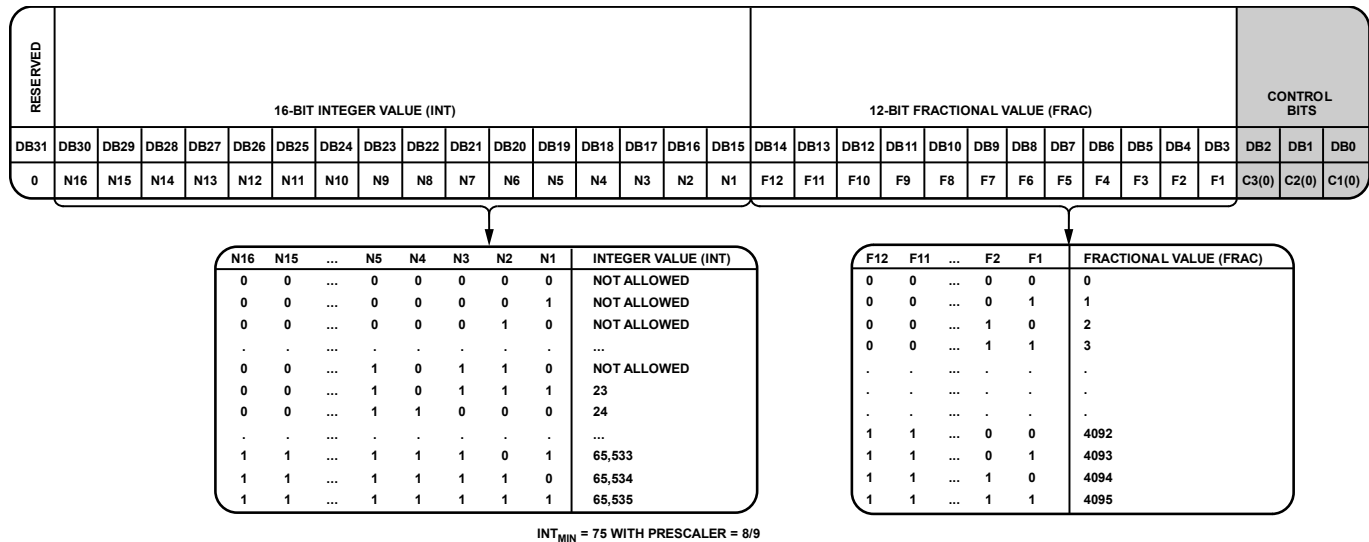 RESERVED
16-BIT INTEGER VALUE (INT)
12-BIT FRACTIONAL VALUE (FRAC)
CONTROL
BITS
DB31 DB30 DB29 DB28 DB27 DB26 DB25 DB24 DB23 DB22 DB21 DB20 DB19 DB18 DB17 DB16 DB15 DB14 DB13 DB12 DB11 DB10 DB9 DB8 DB7 DB6 DB5 DB4 DB3 DB2 DB1 DB0
0 N16 N15 N14 N13 N12 N11 N10 N9 N8 N7 N6 N5 N4 N3 N2 N1 F12 F11 F10 F9 F8 F7 F6 F5 F4 F3 F2 F1 C3(0) C2(0) C1(0)
N16 N15 ... N5 N4 N3 N2 N1 INTEGER VALUE (INT)
0 0 ... 0 0 0 0 0 NOT ALLOWED
0 0 ... 0 0 0 0 1 NOT ALLOWED
0 0 ... 0 0 0 1 0 NOT ALLOWED
. . ... . . . . . ...
0 0 ... 1 0 1 1 0 NOT ALLOWED
0 0 ... 1 0 1 1 1 23
0 0 ... 1 1 0 0 0 24
. . ... . . . . . ...
1 1 ... 1 1 1 0 1 65,533
1 1 ... 1 1 1 1 0 65,534
1 1 ... 1 1 1 1 1 65,535
INTMIN = 75 WITH PRESCALER = 8/9
F12 F11 ... F2 F1 FRACTIONAL VALUE (FRAC)
0 0 ... 0 0 0
0 0 ... 0 1 1
0 0 ... 1 0 2
0 0 ... 1 1 3
. . ... . . .
. . ... . . .
. . ... . . .
1 1 ... 0 0 4092
1 1 ... 0 1 4093
1 1 ... 1 0 4094
1 1 ... 1 1 4095